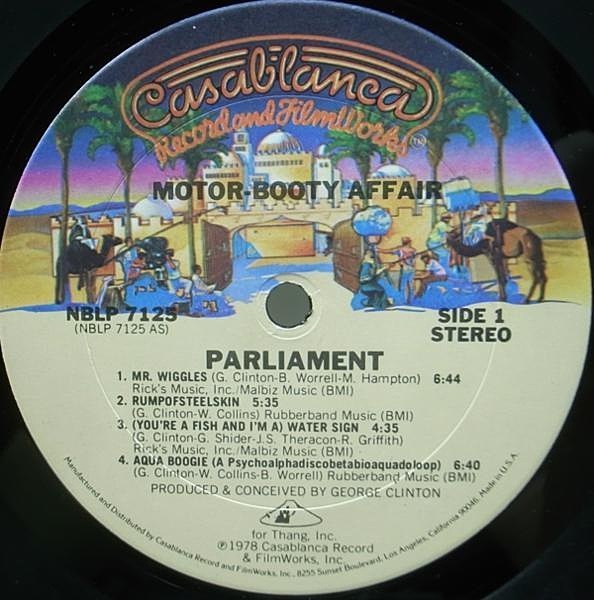 Casablanca
Record and FilmWorks™
MOTOR-BOOTY AFFAIR
NBLP 7125
(NBLP 7125 AS)
SIDE 1
STEREO
PARLIAMENT
1. MR. WIGGLES (G. Clinton-B. Worrell-M. Hampton) 6:44
Rick's Music, Inc./Malbiz Music (BMI)
2. RUMPOFSTEELSKIN 5:35
(G. Clinton-W. Collins) Rubberband Music (BMI)
3. (YOU'RE A FISH AND I'M A) WATER SIGN 4:35
(G. Clinton-G. Shider-J.S. Theracon-R. Griffith)
Rick's Music, Inc./Malbiz Music (BMI)
4. AQUA BOOGIE (A Psychoalphadiscobetabioaquadoloop) 6:40
(G. Clinton-W. Collins-B. Worrell) Rubberband Music (BMI)
PRODUCED & CONCEIVED BY GEORGE CLINTON
for Thang, Inc.
℗1978 Casablanca Record
& FilmWorks, Inc.
Manufactured and Distributed by Casablanca Record and FilmWorks, Inc., 8255 Sunset Boulevard, Los Angeles, California 90046. Made in U.S.A.